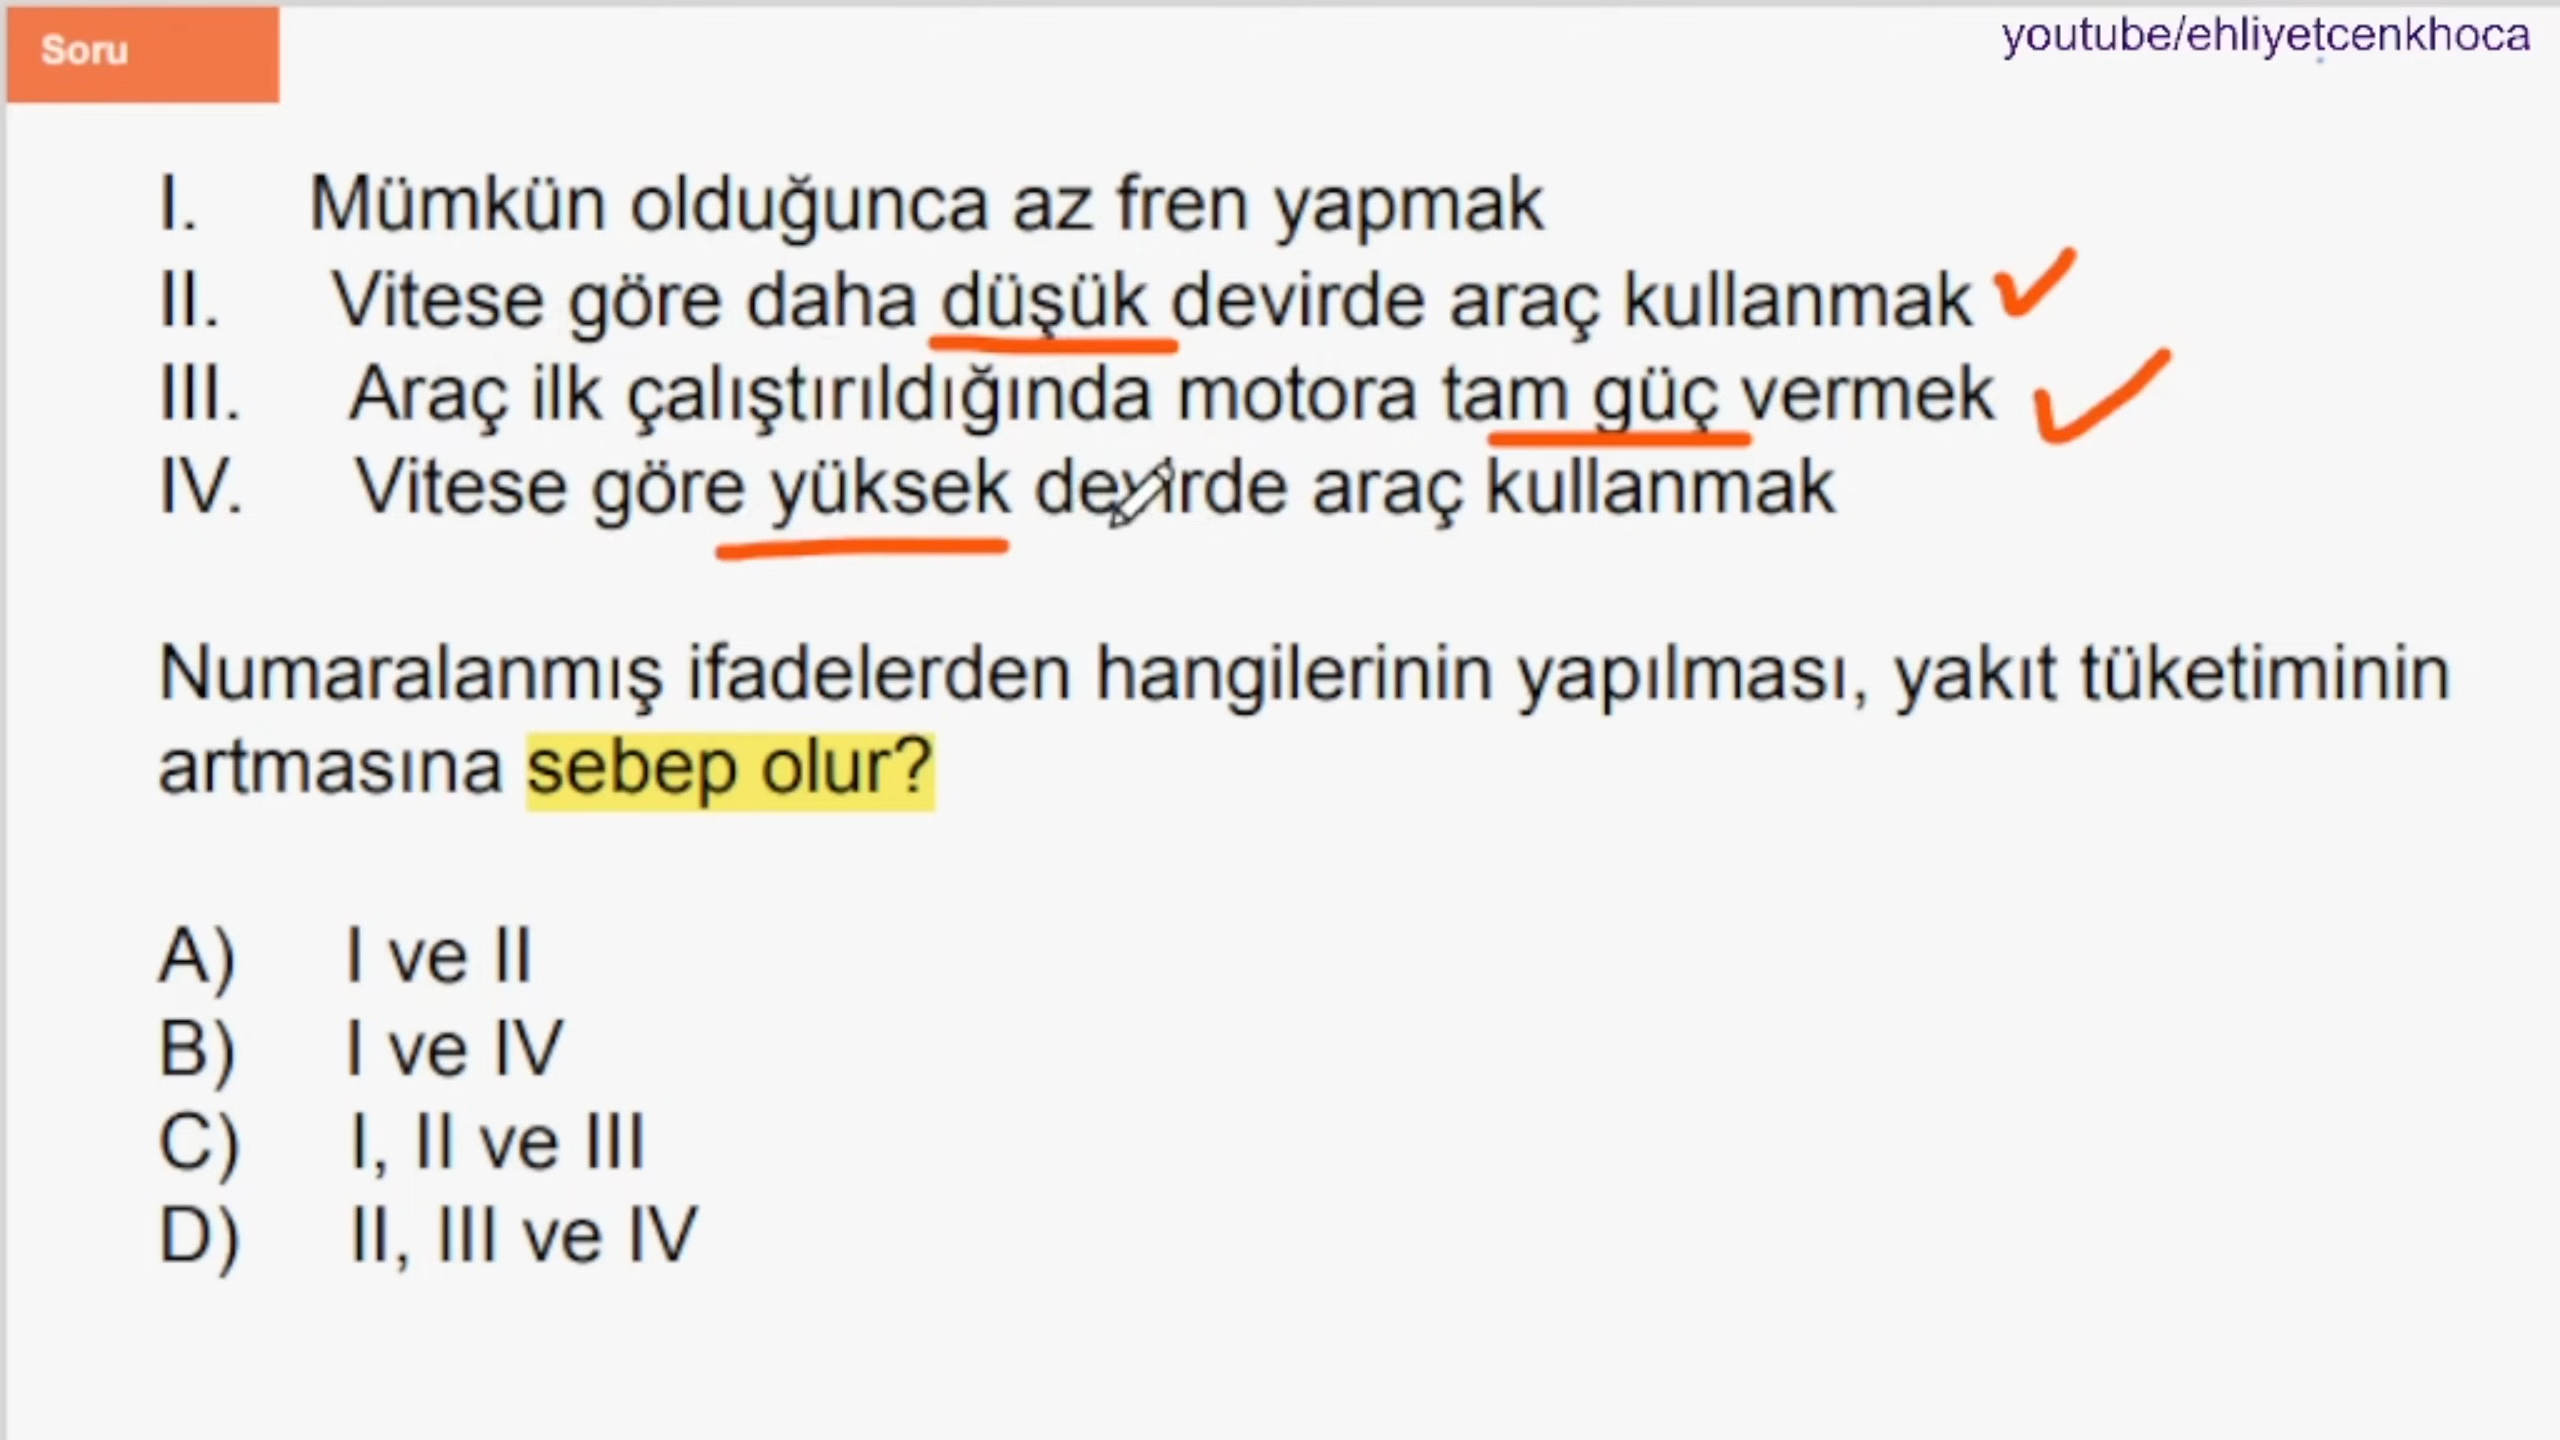 Soru
youtube/ehliyetcenkhoca
I. Mümkün olduğunca az fren yapmak
II. Vitese göre daha düşük devirde araç kullanmak
III. Araç ilk çalıştırıldığında motora tam güç vermek
IV. Vitese göre yüksek devirde araç kullanmak
Numaralanmış ifadelerden hangilerinin yapılması, yakıt tüketiminin
artmasına sebep olur?
A) I ve II
B) I ve IV
C) I, II ve III
D) II, III ve IV